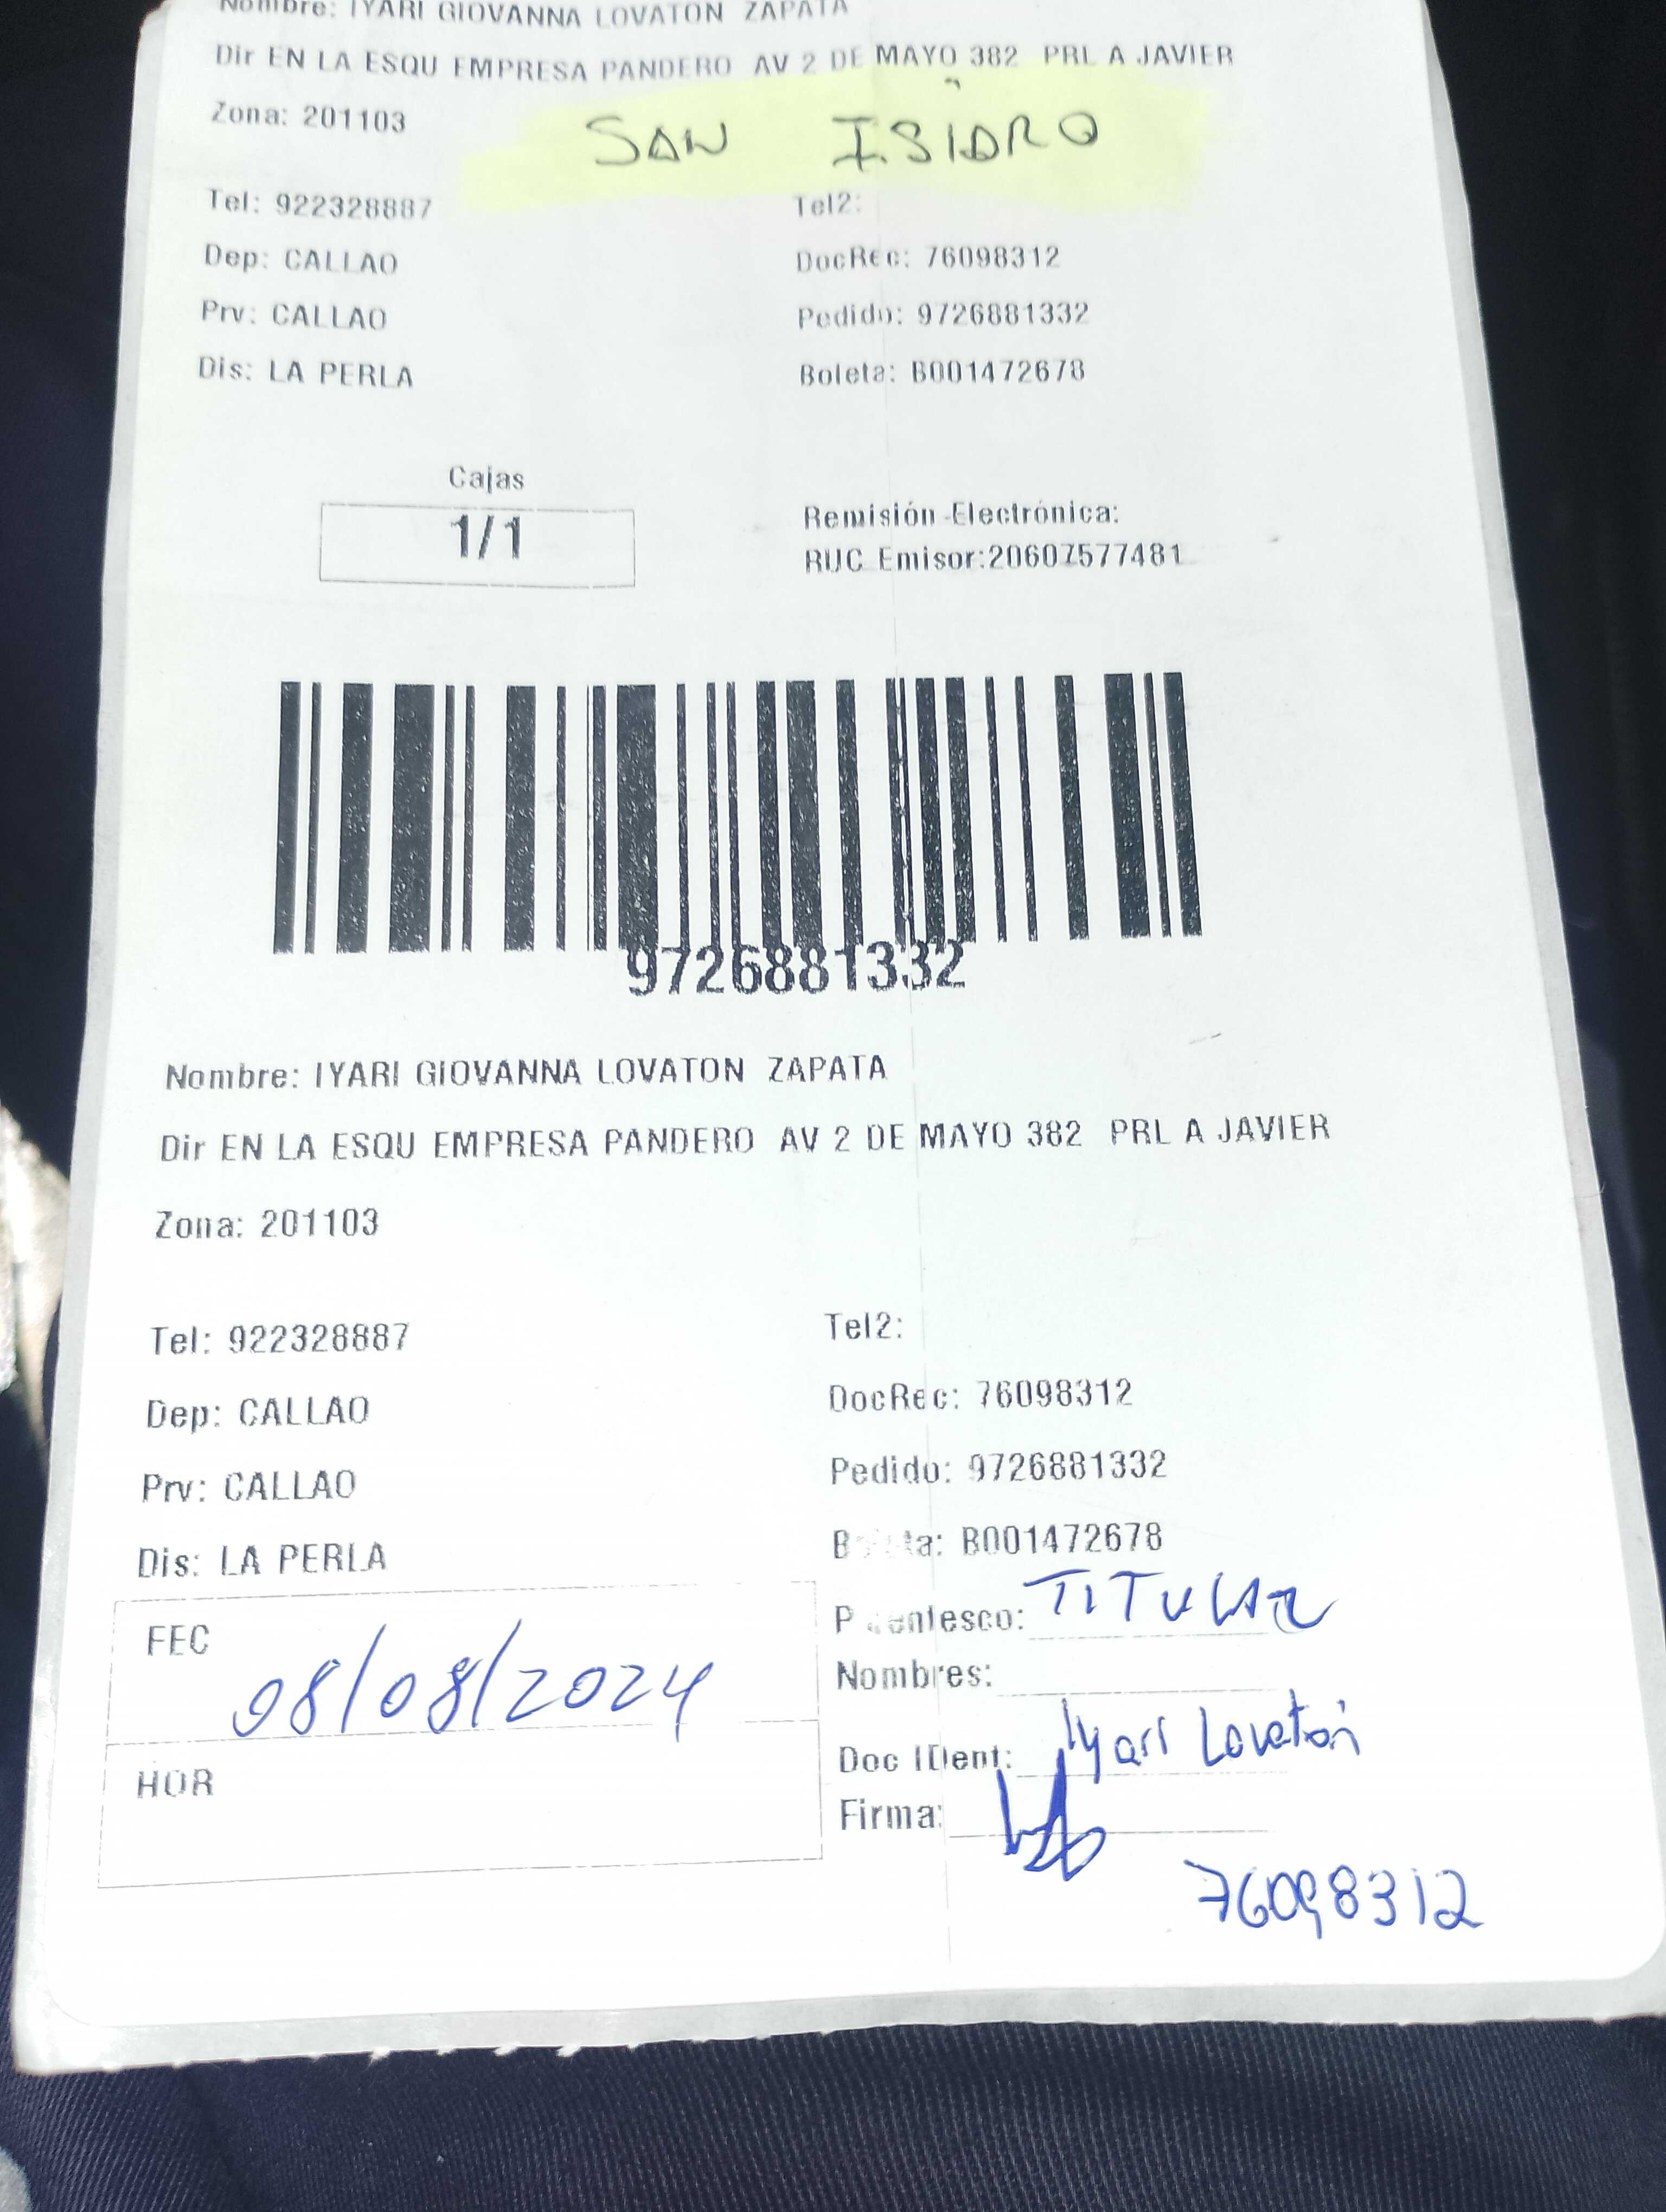 Nombre: IYARI GIOVANNA LOVATON ZAPATA
Dir EN LA ESQU EMPRESA PANDERO AV 2 DE MAYO 382 PRL A JAVIER
Zona: 201103
SAN ISIDRO
Tel: 922328887 Tel2:
Dep: CALLAO DocRec: 76098312
Prv: CALLAO Pedido: 9726881332
Dis: LA PERLA Boleta: B001472678
Cajas
1/1
Remisión Electrónica:
RUC Emisor:20607577481
9726881332
Nombre: IYARI GIOVANNA LOVATON ZAPATA
Dir EN LA ESQU EMPRESA PANDERO AV 2 DE MAYO 382 PRL A JAVIER
Zona: 201103
Tel: 922328887 Tel2:
Dep: CALLAO DocRec: 76098312
Prv: CALLAO Pedido: 9726881332
Dis: LA PERLA Boleta: B001472678
FEC 08/08/2024
HOR
Parentesco: TITULAR
Nombres:
Iyari Lovatón
Doc IDent:
Firma:
76098312